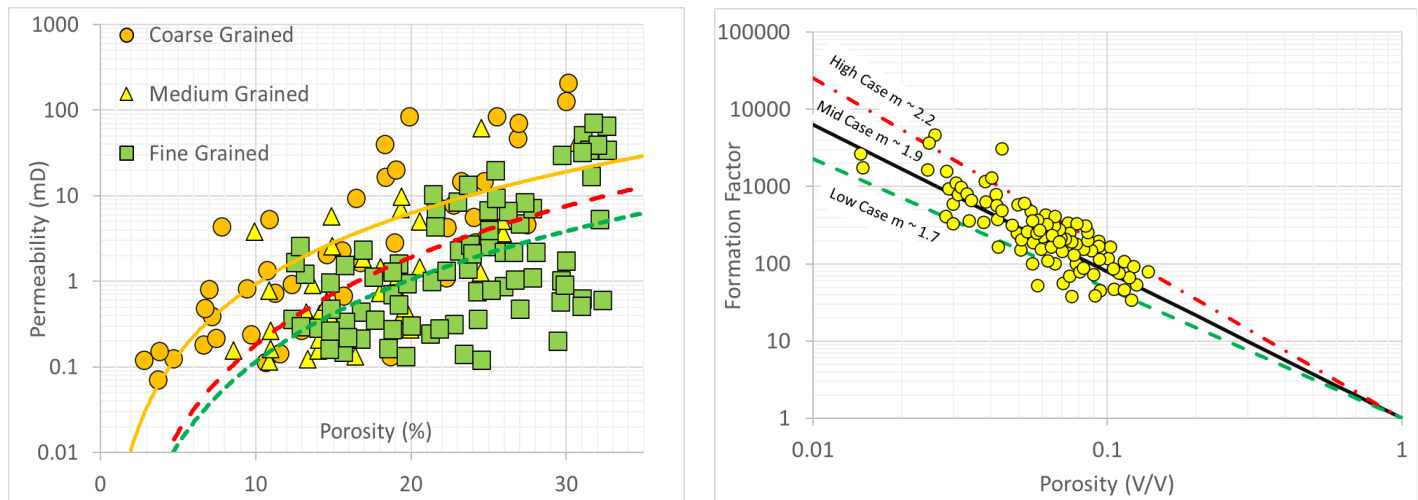 1000
Coarse Grained
100
Medium Grained
Fine Grained
10
1
0.1
0.01
Permeability (mD)
Porosity (%)
0
10
20
30
100000
10000
1000
100
10
1
Formation Factor
High Case m ~ 2.2
Mid Case m ~ 1.9
Low Case m ~ 1.7
0.01
0.1
1
Porosity (V/V)